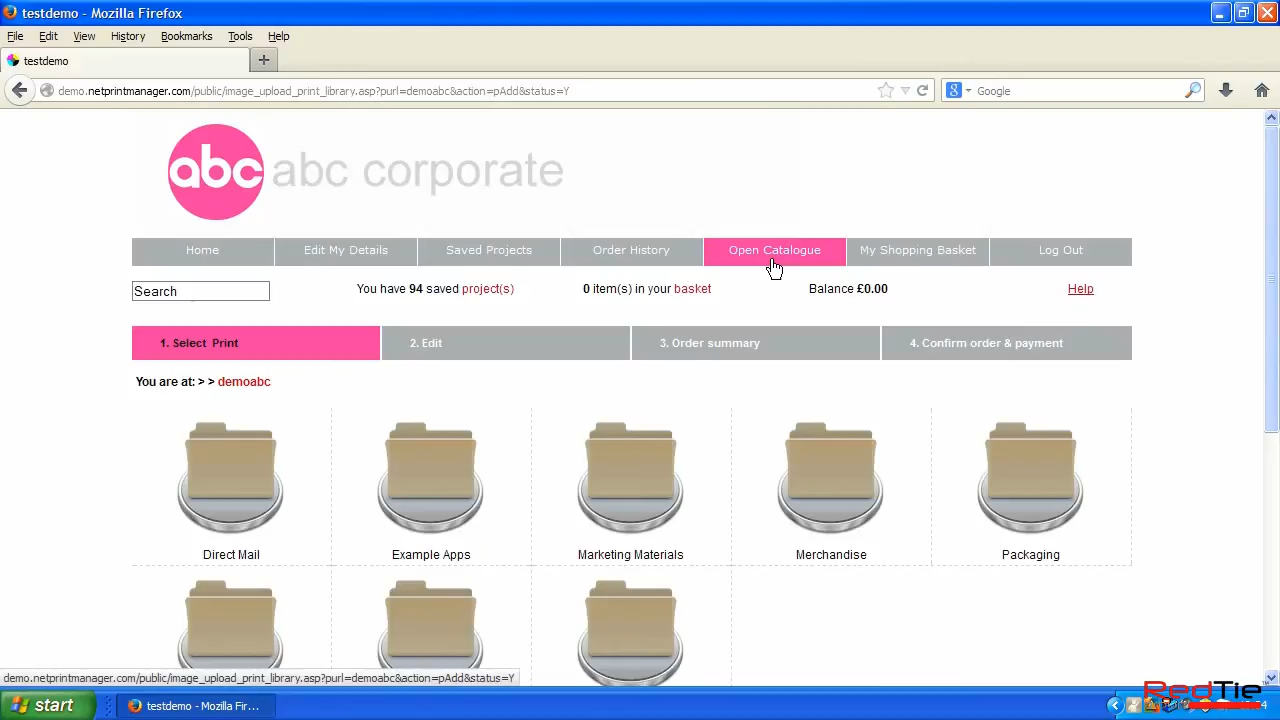 testdemo - Mozilla Firefox
File Edit View History Bookmarks Tools Help
testdemo
demo.netprintmanager.com/public/image_upload_print_library.asp?purl=demoabc&action=pAdd&status=Y
Google
abc abc corporate
Home Edit My Details Saved Projects Order History Open Catalogue My Shopping Basket Log Out
Search You have 94 saved project(s) 0 item(s) in your basket Balance £0.00 Help
1. Select Print 2. Edit 3. Order summary 4. Confirm order & payment
You are at: > > demoabc
Direct Mail Example Apps Marketing Materials Merchandise Packaging
demo.netprintmanager.com/public/image_upload_print_library.asp?purl=demoabc&action=pAdd&status=Y
start testdemo - Mozilla Fir... RedTie